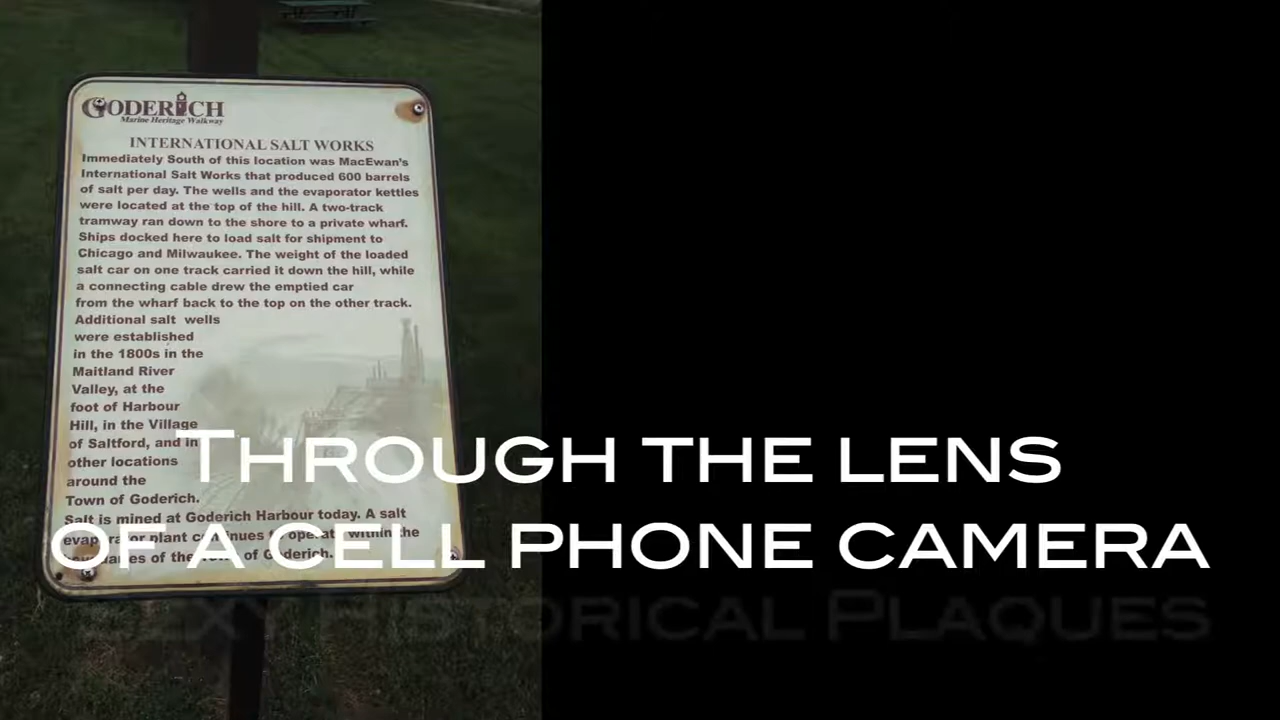 GODERICH
Marine Heritage Walkway
INTERNATIONAL SALT WORKS
Immediately South of this location was MacEwan's
International Salt Works that produced 600 barrels
of salt per day. The wells and the evaporator kettles
were located at the top of the hill. A two-track
tramway ran down to the shore to a private wharf.
Ships docked here to load salt for shipment to
Chicago and Milwaukee. The weight of the loaded
salt car on one track carried it down the hill, while
a connecting cable drew the emptied car
from the wharf back to the top on the other track.
Additional salt wells
were established
in the 1800s in the
Maitland River
Valley, at the
foot of Harbour
Hill, in the Village
of Saltford, and in
other locations
around the
Town of Goderich.
Salt is mined at Goderich Harbour today. A salt
evaporator plant continues to operate within the
boundaries of the Town of Goderich.
THROUGH THE LENS
OF A CELL PHONE CAMERA
SEXY HISTORICAL PLAQUES